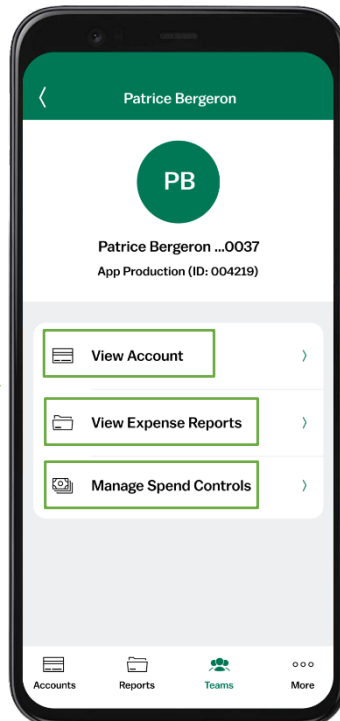 Patrice Bergeron
PB
Patrice Bergeron ...0037
App Production (ID: 004219)
View Account
View Expense Reports
Manage Spend Controls
Accounts Reports Teams More